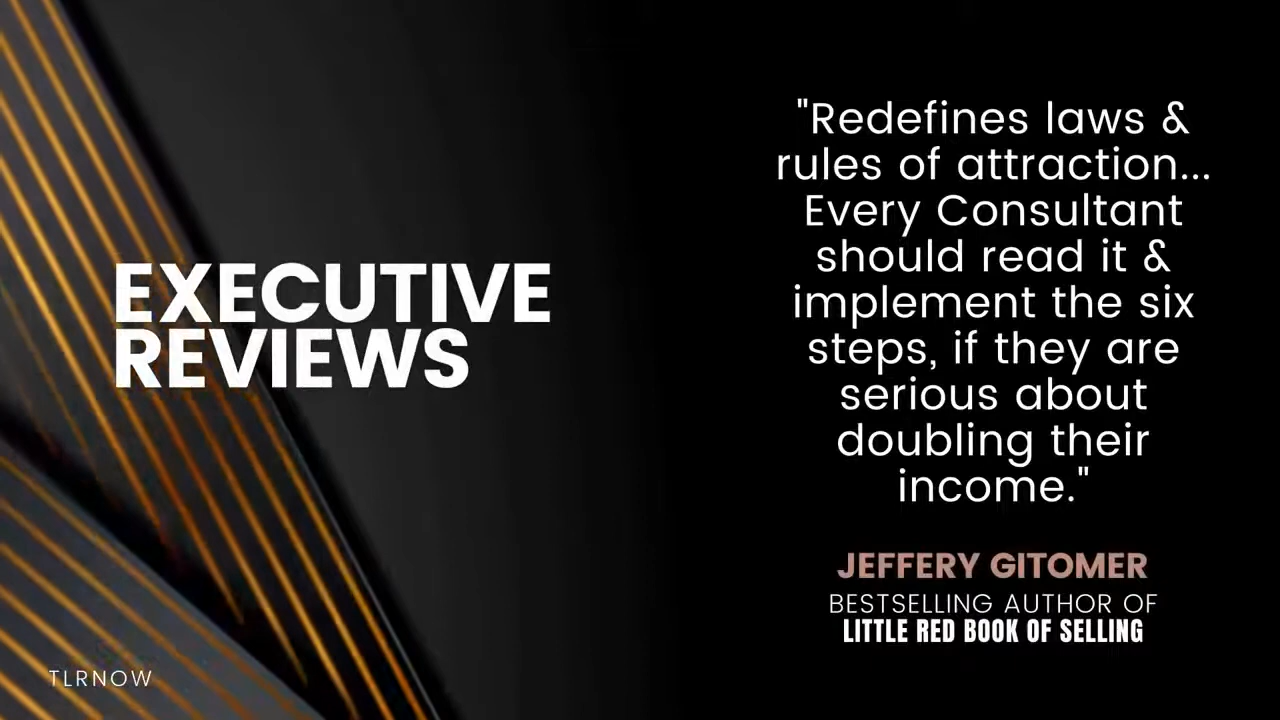 EXECUTIVE
REVIEWS
"Redefines laws &
rules of attraction...
Every Consultant
should read it &
implement the six
steps, if they are
serious about
doubling their
income."
JEFFERY GITOMER
BESTSELLING AUTHOR OF
LITTLE RED BOOK OF SELLING
TLRNOW